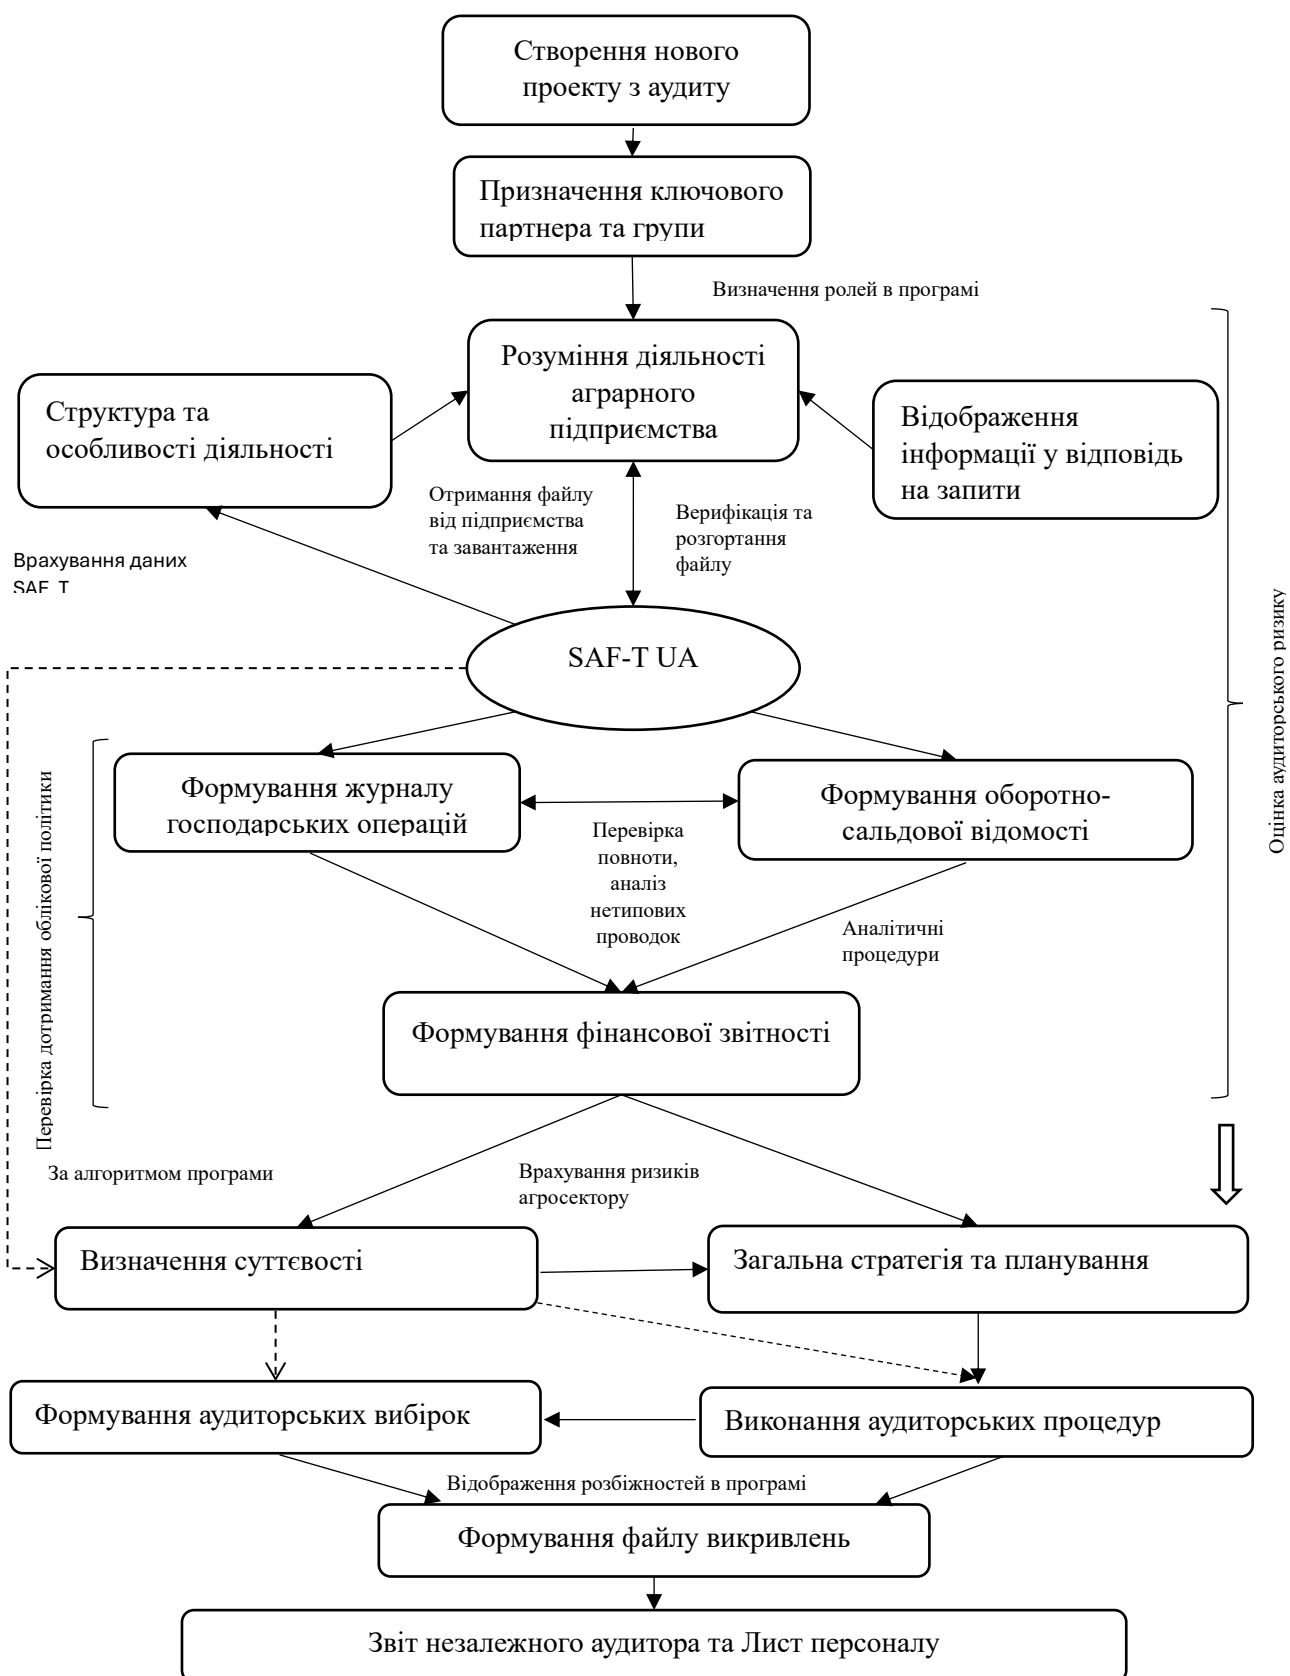 Створення нового
проекту з аудиту
Призначення ключового
партнера та групи
Визначення ролей в програмі
Розуміння діяльності
аграрного
підприємства
Структура та
особливості діяльності
Відображення
інформації у відповідь
на запити
Отримання файлу
від підприємства
та завантаження
Верифікація та
розгортання
файлу
Врахування даних
SAF_T
SAF-T UA
Оцінка аудиторського ризику
Перевірка дотримання облікової політики
Формування журналу
господарських операцій
Формування оборотно-
сальдової відомості
Перевірка
повноти,
аналіз
нетипових
проводок
Аналітичні
процедури
Формування фінансової звітності
За алгоритмом програми
Врахування ризиків
агросектору
Визначення суттєвості
Загальна стратегія та планування
Формування аудиторських вибірок
Виконання аудиторських процедур
Відображення розбіжностей в програмі
Формування файлу викривлень
Звіт незалежного аудитора та Лист персоналу